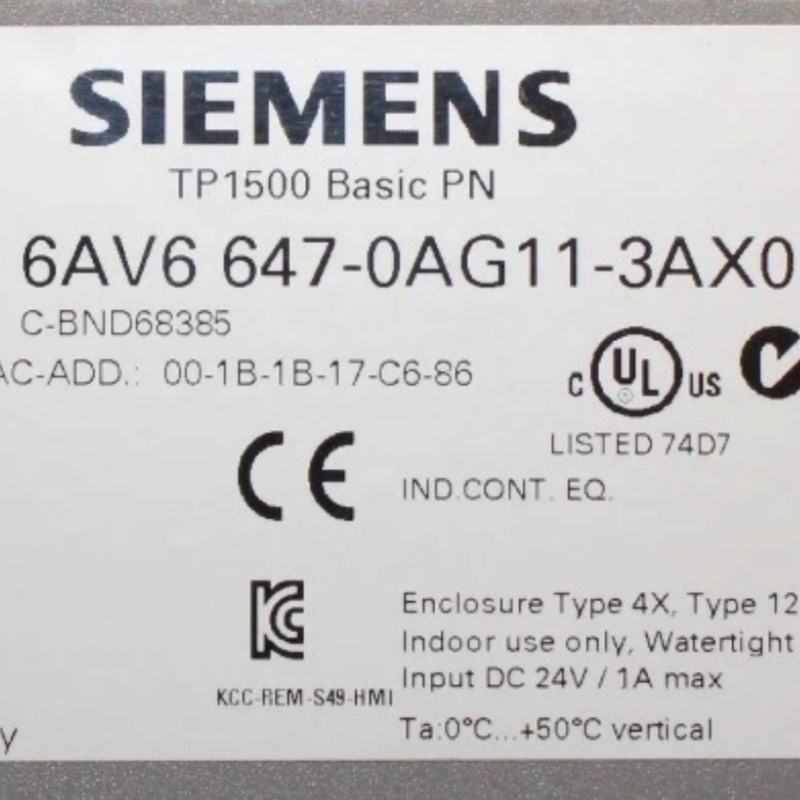 SIEMENS
TP1500 Basic PN
6AV6 647-0AG11-3AX0
C-BND68385
AC-ADD.: 00-1B-1B-17-C6-86
C UL US
LISTED 74D7
CE
IND.CONT. EQ.
KC
KCC-REM-S49-HMI
Enclosure Type 4X, Type 12
Indoor use only, Watertight
Input DC 24V / 1A max
Ta:0°C...+50°C vertical
y